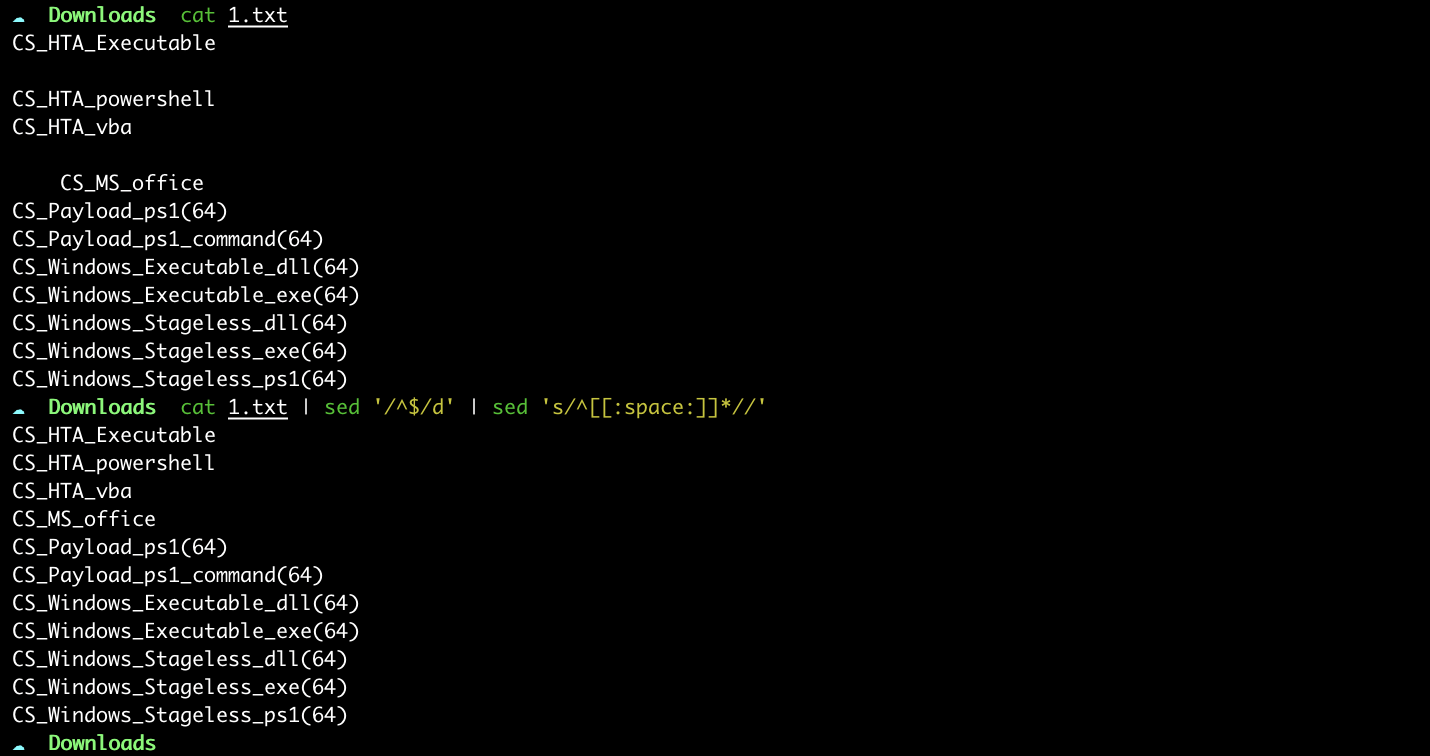 ☁  Downloads  cat 1.txt
CS_HTA_Executable

CS_HTA_powershell
CS_HTA_vba

    CS_MS_office
CS_Payload_ps1(64)
CS_Payload_ps1_command(64)
CS_Windows_Executable_dll(64)
CS_Windows_Executable_exe(64)
CS_Windows_Stageless_dll(64)
CS_Windows_Stageless_exe(64)
CS_Windows_Stageless_ps1(64)
☁  Downloads  cat 1.txt | sed '/^$/d' | sed 's/^[[:space:]]*//'
CS_HTA_Executable
CS_HTA_powershell
CS_HTA_vba
CS_MS_office
CS_Payload_ps1(64)
CS_Payload_ps1_command(64)
CS_Windows_Executable_dll(64)
CS_Windows_Executable_exe(64)
CS_Windows_Stageless_dll(64)
CS_Windows_Stageless_exe(64)
CS_Windows_Stageless_ps1(64)
☁  Downloads